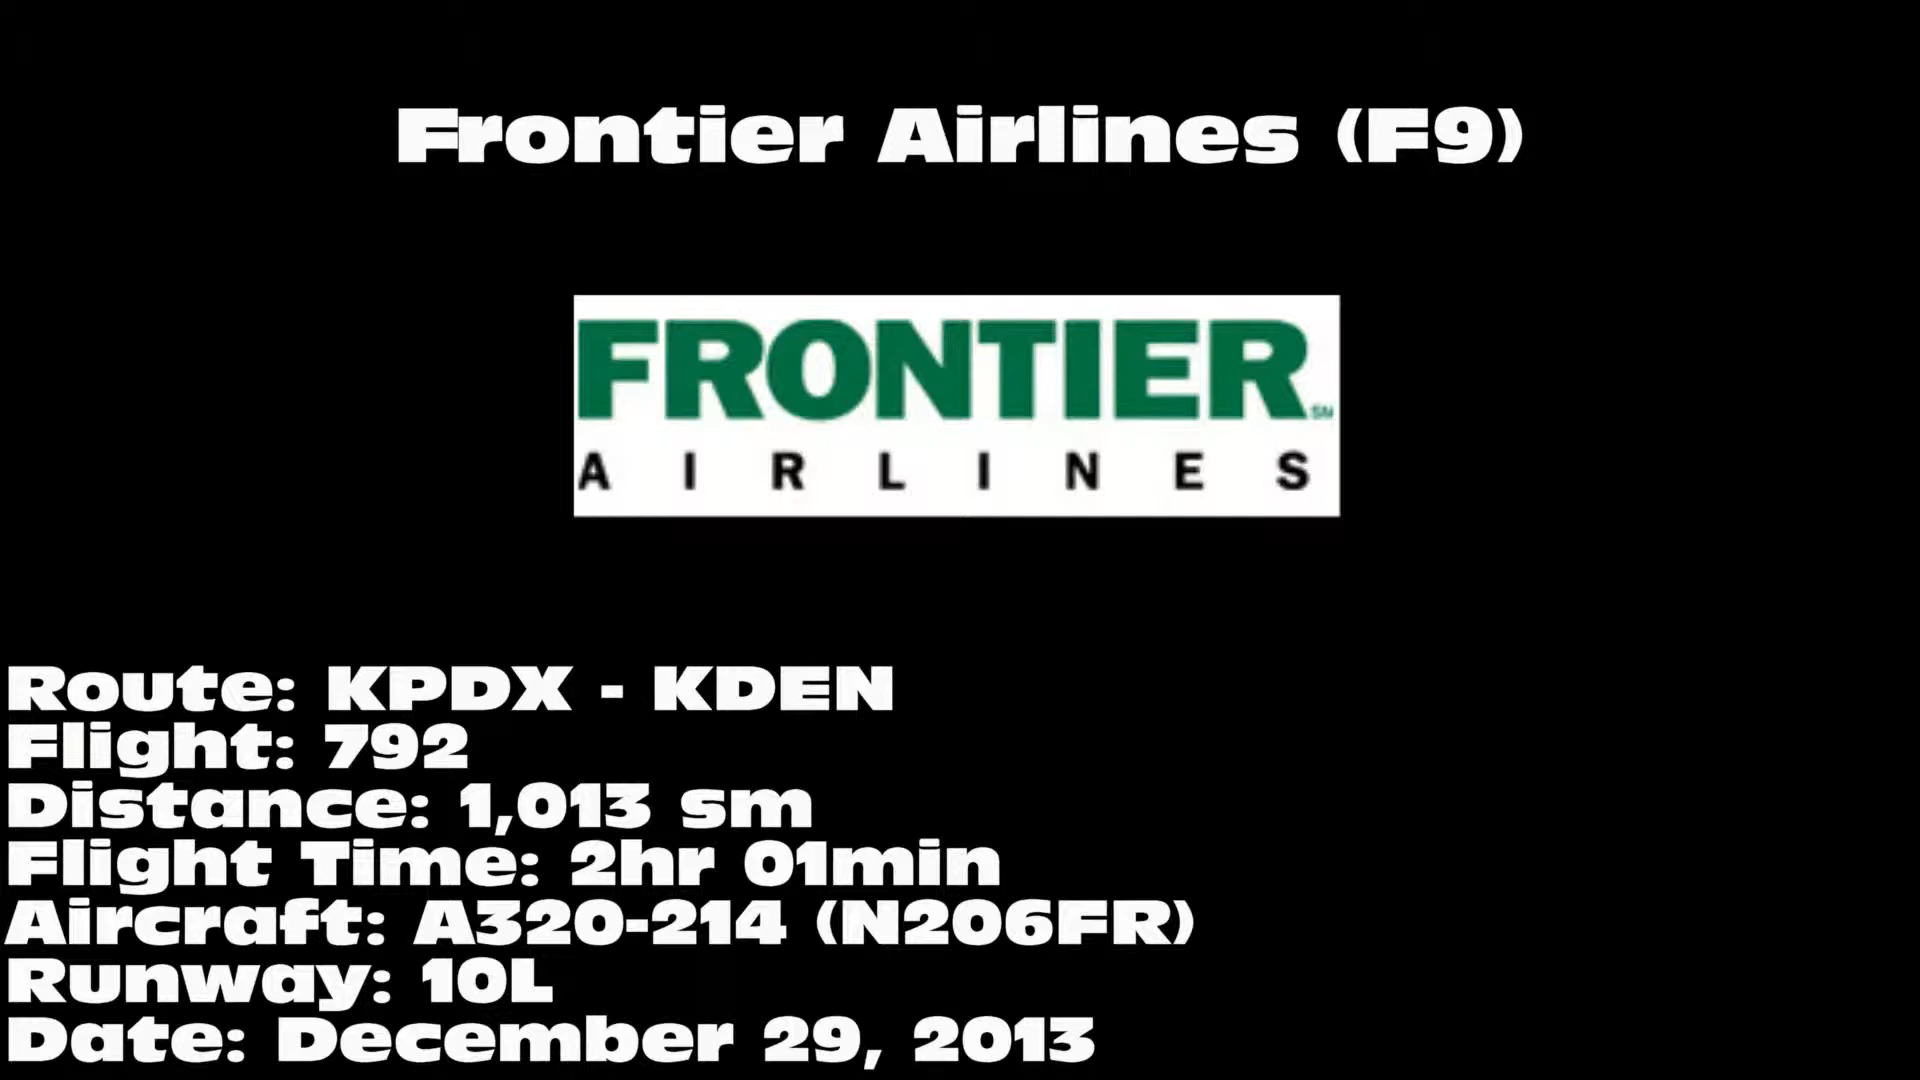 Frontier Airlines (F9)
FRONTIER SM
AIRLINES
Route: KPDX - KDEN
Flight: 792
Distance: 1,013 sm
Flight Time: 2hr 01min
Aircraft: A320-214 (N206FR)
Runway: 10L
Date: December 29, 2013